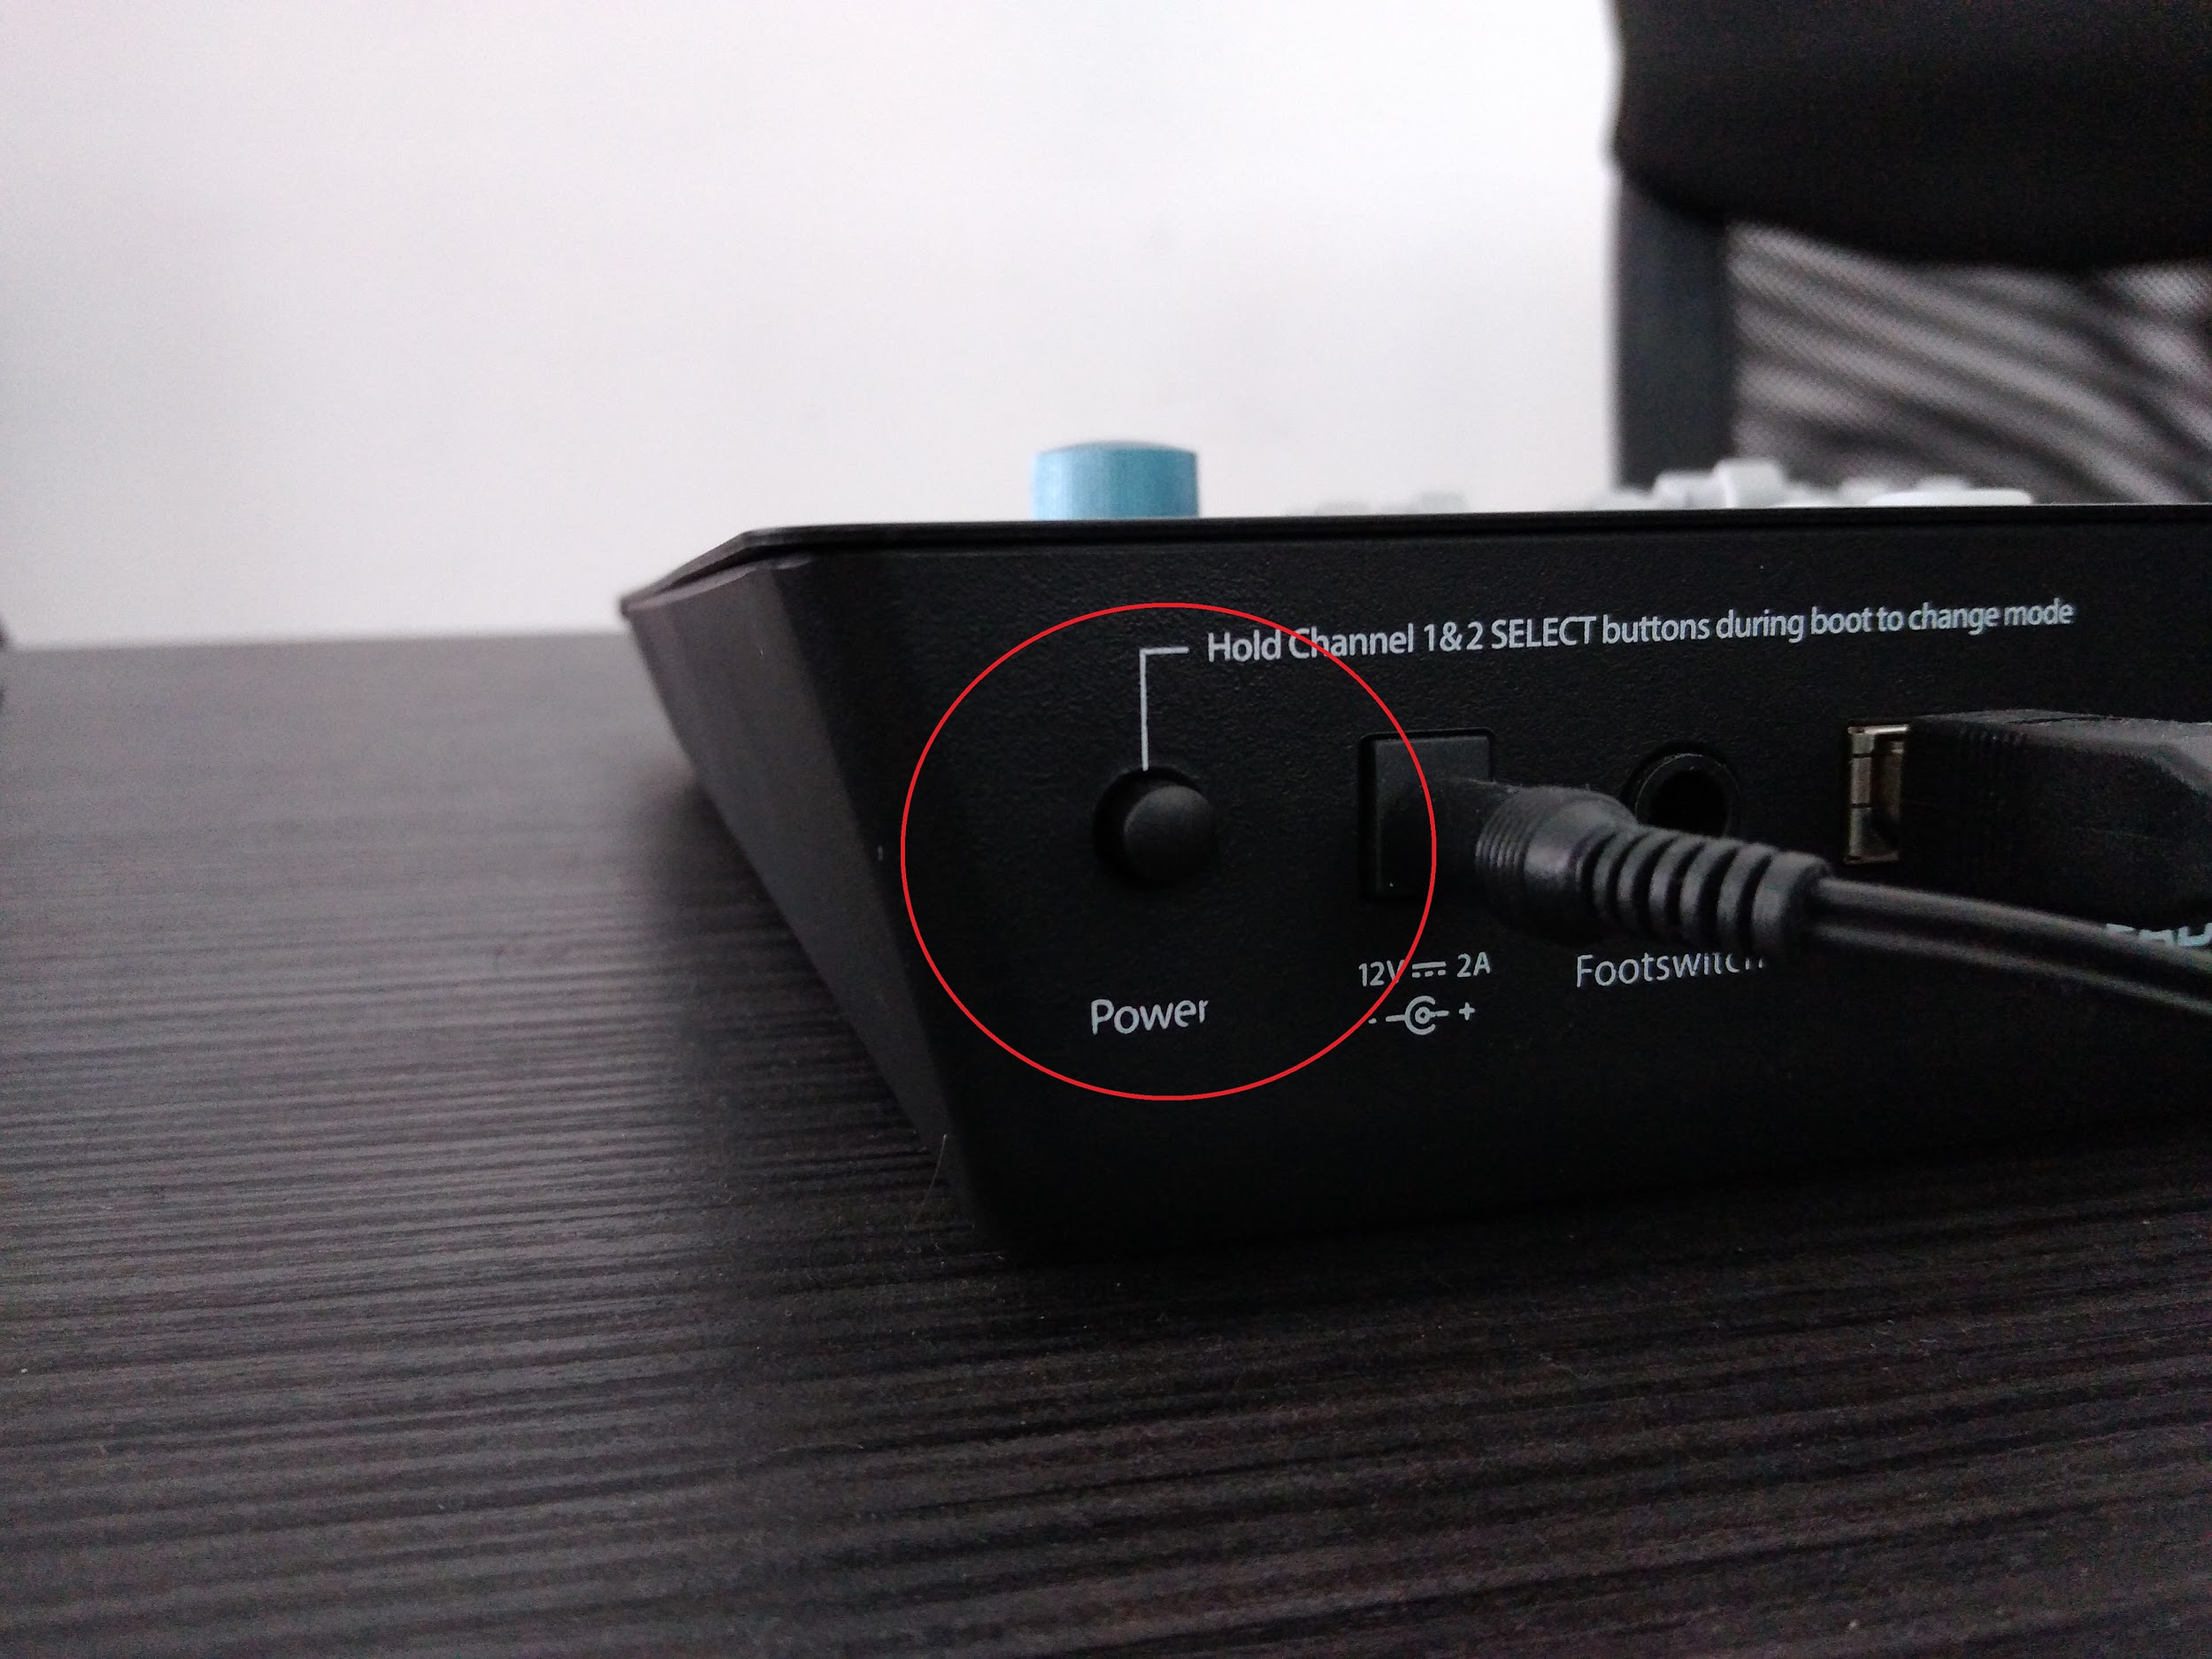 Hold Channel 1&2 SELECT buttons during boot to change mode
12V 2A
- +
Footswitch
Power